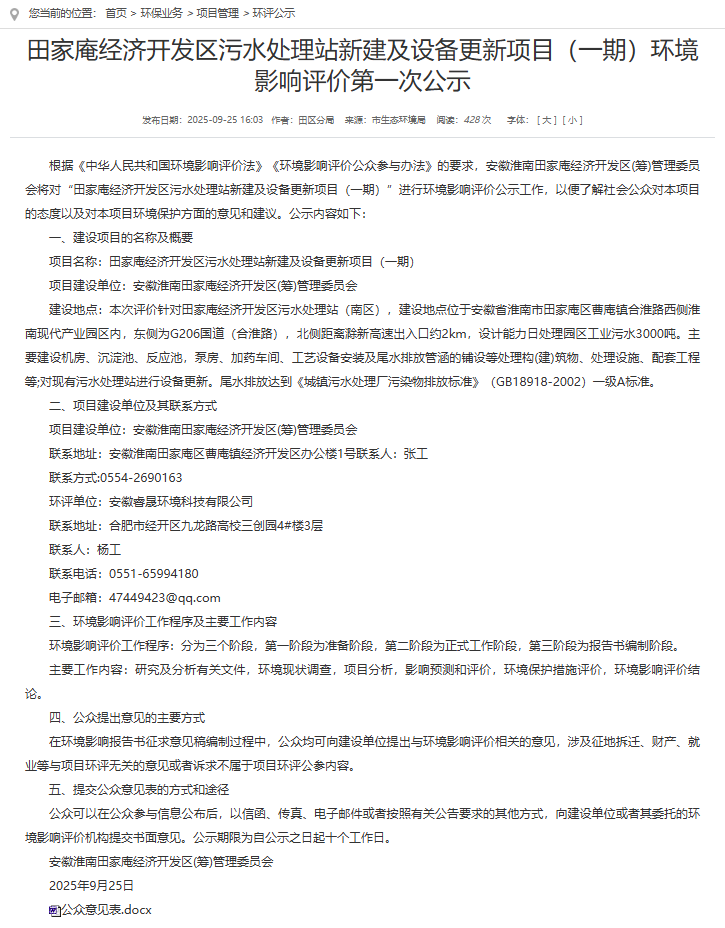 您当前的位置： 首页 > 环保业务 > 项目管理 > 环评公示
田家庵经济开发区污水处理站新建及设备更新项目（一期）环境
影响评价第一次公示
发布日期：2025-09-25 16:03 作者：田区分局 来源：市生态环境局 阅读：428 次 字体：[ 大 ] [ 小 ]
根据《中华人民共和国环境影响评价法》《环境影响评价公众参与办法》的要求，安徽淮南田家庵经济开发区(筹)管理委员
会将对“田家庵经济开发区污水处理站新建及设备更新项目（一期）”进行环境影响评价公示工作，以便了解社会公众对本项目
的态度以及对本项目环境保护方面的意见和建议。公示内容如下：
一、建设项目的名称及概要
项目名称：田家庵经济开发区污水处理站新建及设备更新项目（一期）
项目建设单位：安徽淮南田家庵经济开发区(筹)管理委员会
建设地点：本次评价针对田家庵经济开发区污水处理站（南区），建设地点位于安徽省淮南市田家庵区曹庵镇合淮路西侧淮
南现代产业园区内，东侧为G206国道（合淮路），北侧距离滁新高速出入口约2km，设计能力日处理园区工业污水3000吨。主
要建设机房、沉淀池、反应池，泵房、加药车间、工艺设备安装及尾水排放管涵的铺设等处理构(建)筑物、处理设施、配套工程
等;对现有污水处理站进行设备更新。尾水排放达到《城镇污水处理厂污染物排放标准》（GB18918-2002）一级A标准。
二、项目建设单位及其联系方式
项目建设单位：安徽淮南田家庵经济开发区(筹)管理委员会
联系地址：安徽淮南田家庵区曹庵镇经济开发区办公楼1号联系人：张工
联系方式:0554-2690163
环评单位：安徽睿晟环境科技有限公司
联系地址：合肥市经开区九龙路高校三创园4#楼3层
联系人：杨工
联系电话：0551-65994180
电子邮箱：47449423@qq.com
三、环境影响评价工作程序及主要工作内容
环境影响评价工作程序：分为三个阶段，第一阶段为准备阶段，第二阶段为正式工作阶段，第三阶段为报告书编制阶段。
主要工作内容：研究及分析有关文件，环境现状调查，项目分析，影响预测和评价，环境保护措施评价，环境影响评价结
论。
四、公众提出意见的主要方式
在环境影响报告书征求意见稿编制过程中，公众均可向建设单位提出与环境影响评价相关的意见，涉及征地拆迁、财产、就
业等与项目环评无关的意见或者诉求不属于项目环评公参内容。
五、提交公众意见表的方式和途径
公众可以在公众参与信息公布后，以信函、传真、电子邮件或者按照有关公告要求的其他方式，向建设单位或者其委托的环
境影响评价机构提交书面意见。公示期限为自公示之日起十个工作日。
安徽淮南田家庵经济开发区(筹)管理委员会
2025年9月25日
公众意见表.docx